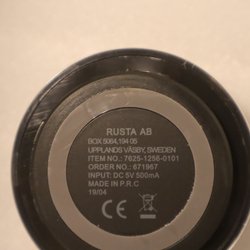 RUSTA AB
BOX 5064,194 05
UPPLANDS VÄSBY, SWEDEN
ITEM NO.: 7625-1256-0101
ORDER NO.: 671957
INPUT: DC 5V 500mA
MADE IN P.R.C
19/04